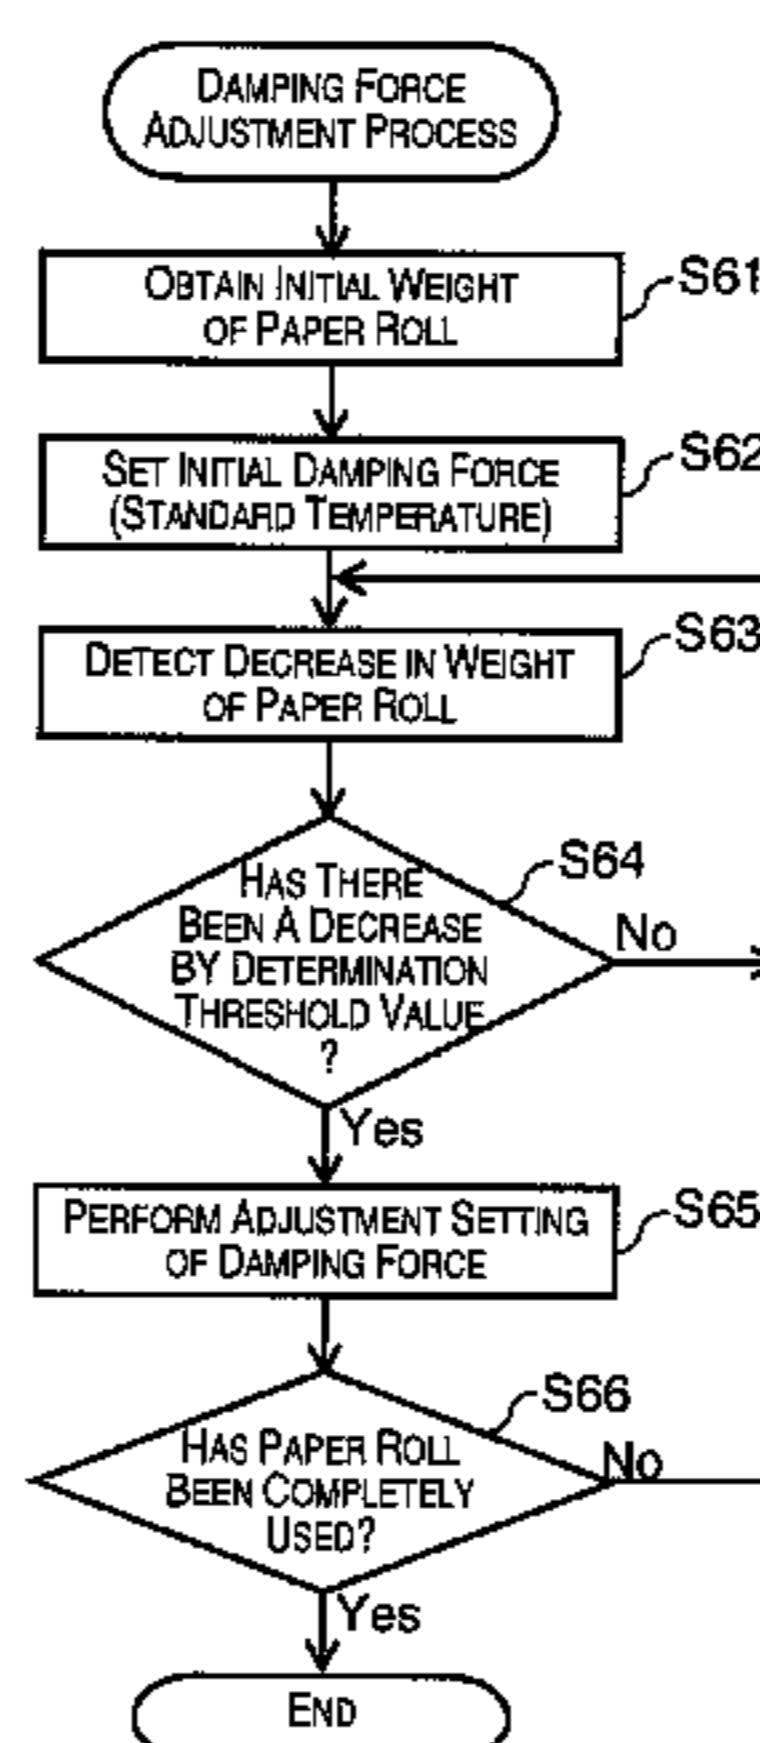 DAMPING FORCE
ADJUSTMENT PROCESS
OBTAIN INITIAL WEIGHT
OF PAPER ROLL
S61
SET INITIAL DAMPING FORCE
(STANDARD TEMPERATURE)
S62
DETECT DECREASE IN WEIGHT
OF PAPER ROLL
S63
HAS THERE
BEEN A DECREASE
BY DETERMINATION
THRESHOLD VALUE
?
S64
No
Yes
PERFORM ADJUSTMENT SETTING
OF DAMPING FORCE
S65
HAS PAPER ROLL
BEEN COMPLETELY
USED?
S66
No
Yes
END